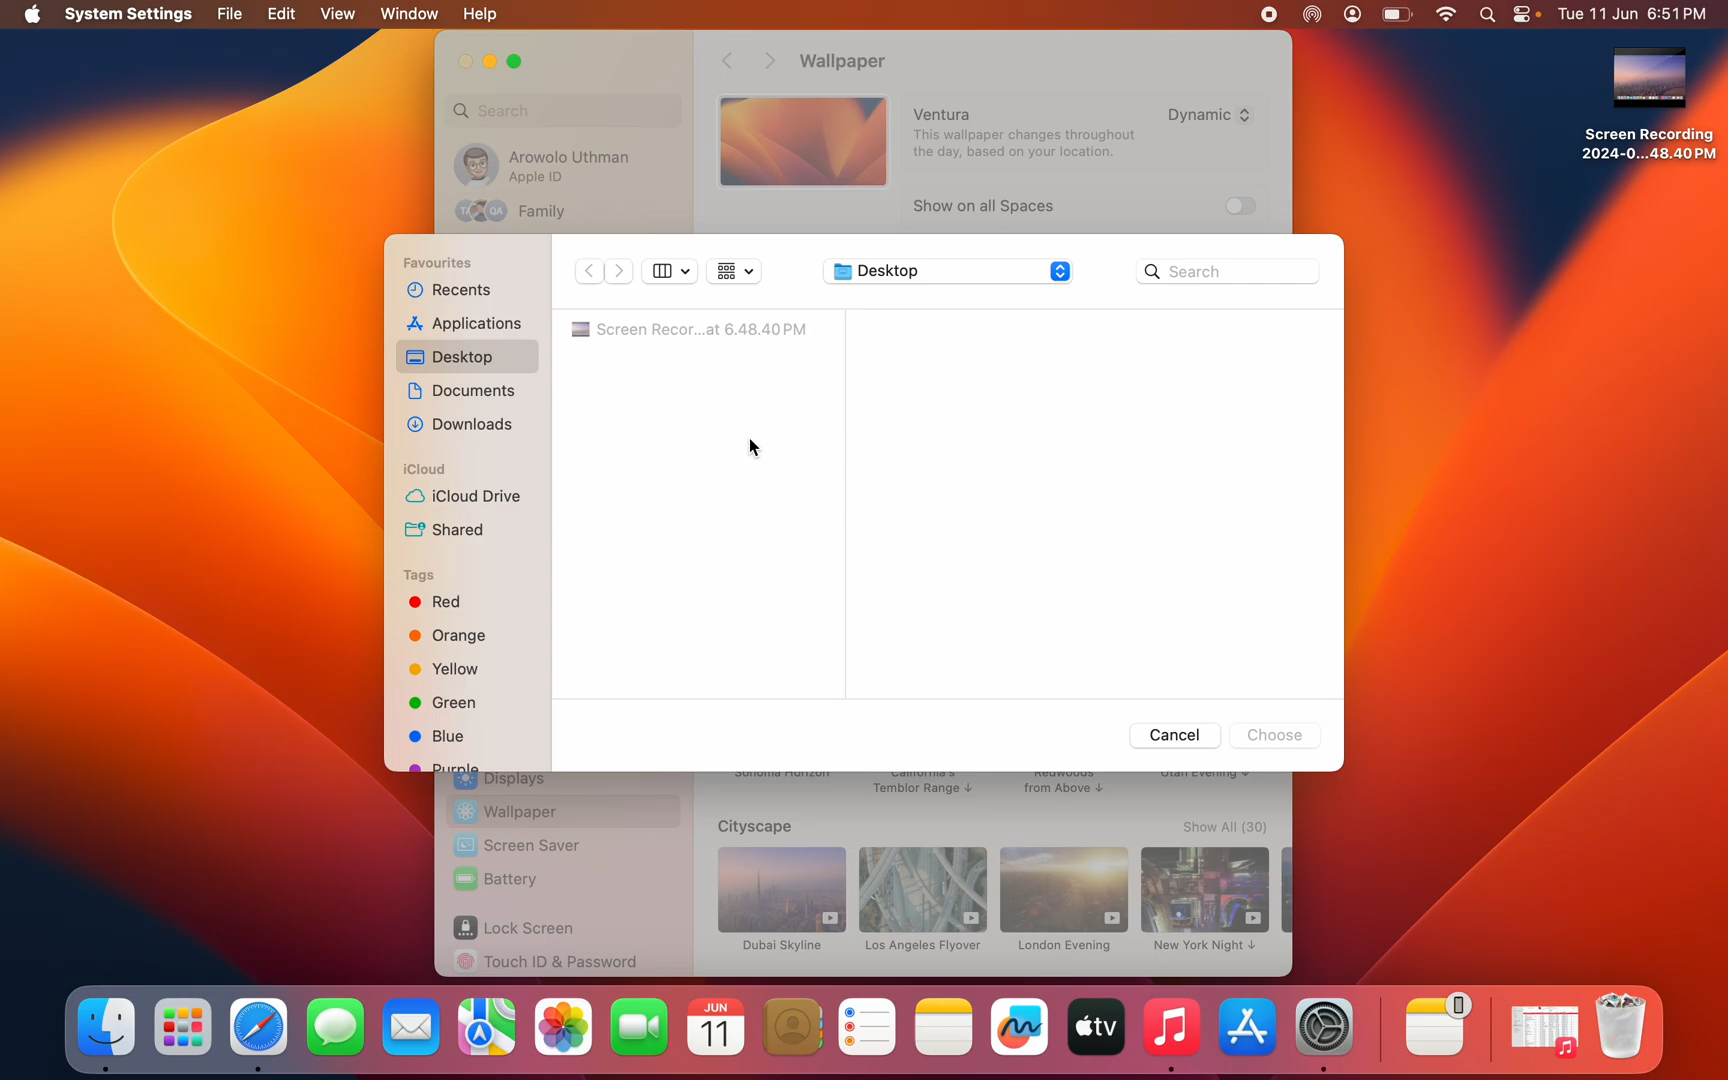 System Settings File Edit View Window Help Tue 11 Jun 6:51 PM
Wallpaper
Search
Arowolo Uthman
Apple ID
Family
Ventura
This wallpaper changes throughout
the day, based on your location.
Dynamic
Show on all Spaces
Screen Recording
2024-0...48.40 PM
Favourites
Recents
Applications
Desktop
Documents
Downloads
iCloud
iCloud Drive
Shared
Tags
Red
Orange
Yellow
Green
Blue
Purple
Desktop
Search
Screen Recor...at 6.48.40 PM
Cancel
Choose
Displays
Wallpaper
Screen Saver
Battery
Lock Screen
Touch ID & Password
Sonoma Horizon
California's
Temblor Range ↓
Redwoods
from Above ↓
Utah Evening
Cityscape
Show All (30)
Dubai Skyline
Los Angeles Flyover
London Evening
New York Night ↓
JUN
11
tv